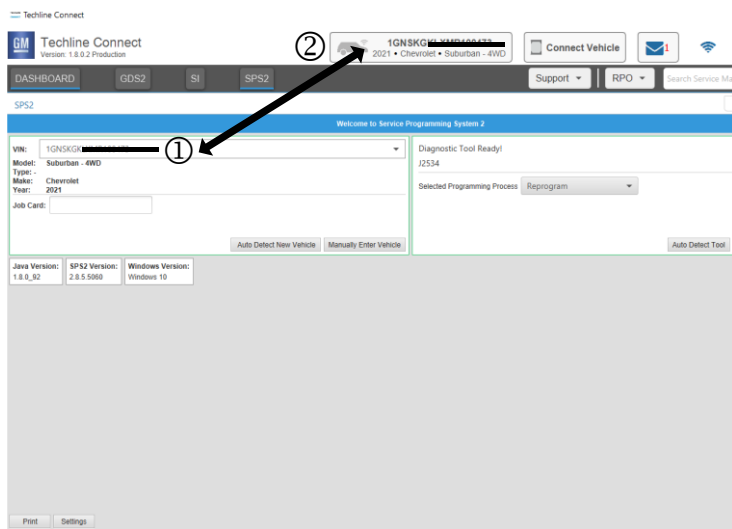 Techline Connect
GM
Techline Connect
Version: 1.8.0.2 Production
②
2021 • Chevrolet • Suburban - 4WD
Connect Vehicle
1
DASHBOARD
GDS2
SI
SPS2
Support
RPO
Search Service Ma
SPS2
Welcome to Service Programming System 2
VIN:
1GNSKGK
①
Model: Suburban - 4WD
Type: -
Make: Chevrolet
Year: 2021
Job Card:
Auto Detect New Vehicle
Manually Enter Vehicle
Diagnostic Tool Ready!
J2534
Selected Programming Process
Reprogram
Auto Detect Tool
Java Version:
1.8.0_92
SPS2 Version:
2.8.5.5060
Windows Version:
Windows 10
Print
Settings